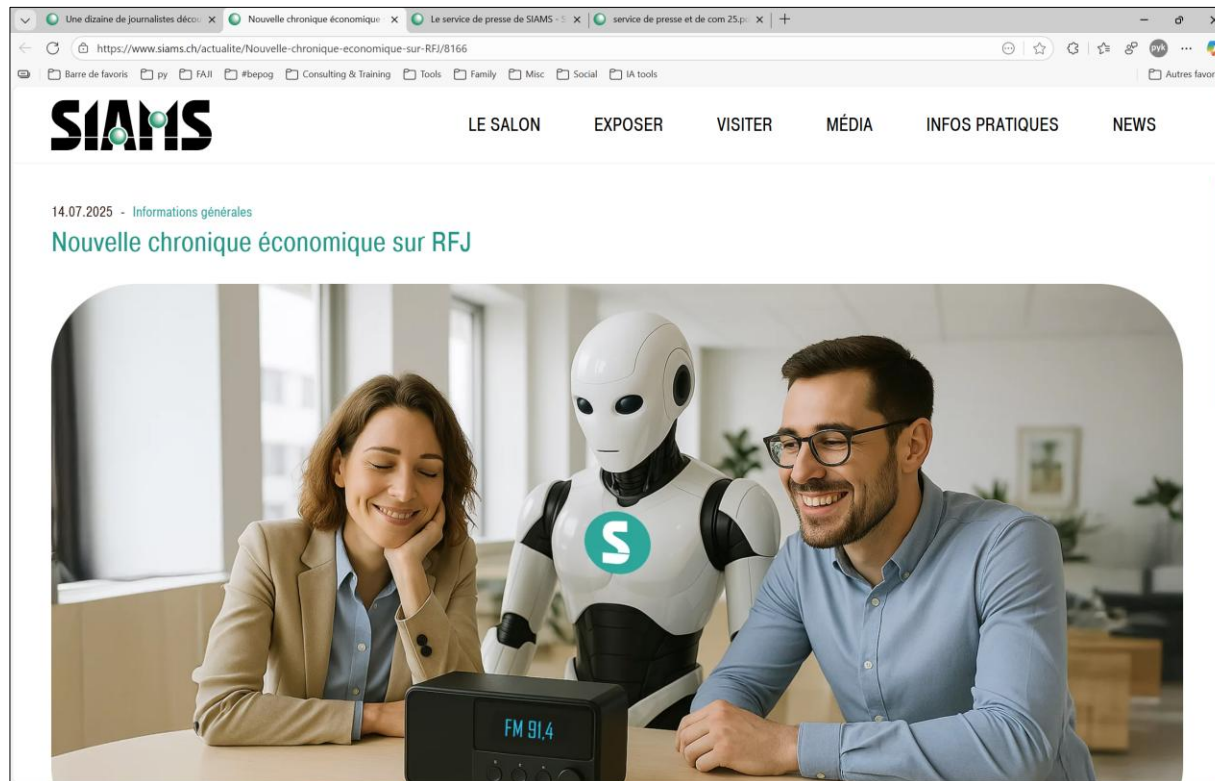 Une dizaine de journalistes décou
Nouvelle chronique économique
Le service de presse de SIAMS - S
service de presse et de com 25.p
https://www.siams.ch/actualite/Nouvelle-chronique-economique-sur-RFJ/8166
pyk
Barre de favoris
py
FAJI
#bepog
Consulting & Training
Tools
Family
Misc
Social
IA tools
Autres favor
SIAMS
LE SALON
EXPOSER
VISITER
MÉDIA
INFOS PRATIQUES
NEWS
14.07.2025 - Informations générales
Nouvelle chronique économique sur RFJ
S
FM 91,4